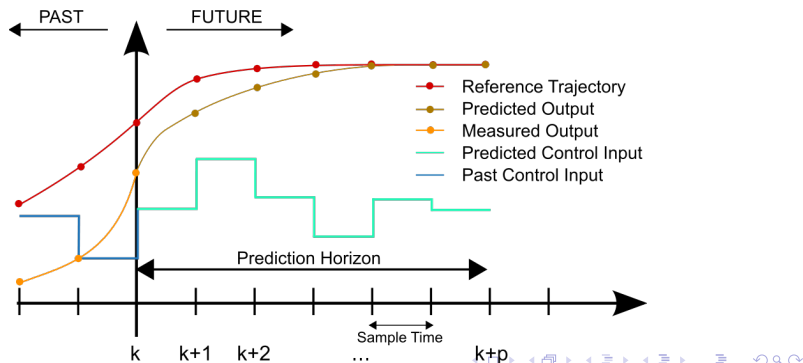 PAST FUTURE
Reference Trajectory
Predicted Output
Measured Output
Predicted Control Input
Past Control Input
Prediction Horizon
Sample Time
k k+1 k+2 ... k+p